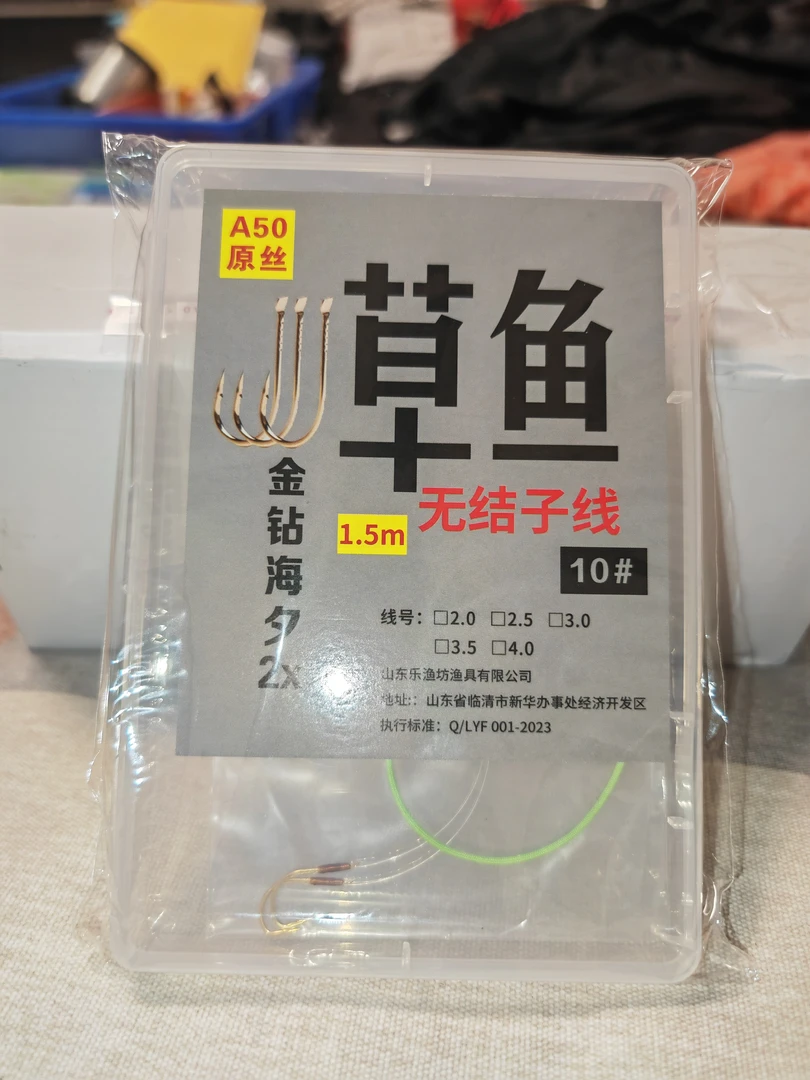 A50
原丝
草鱼
无结子线
1.5m
10#
金钻海夕2x
线号：□2.0 □2.5 □3.0
□3.5 □4.0
山东乐渔坊渔具有限公司
地址:：山东省临清市新华办事处经济开发区
执行标准：Q/LYF 001-2023